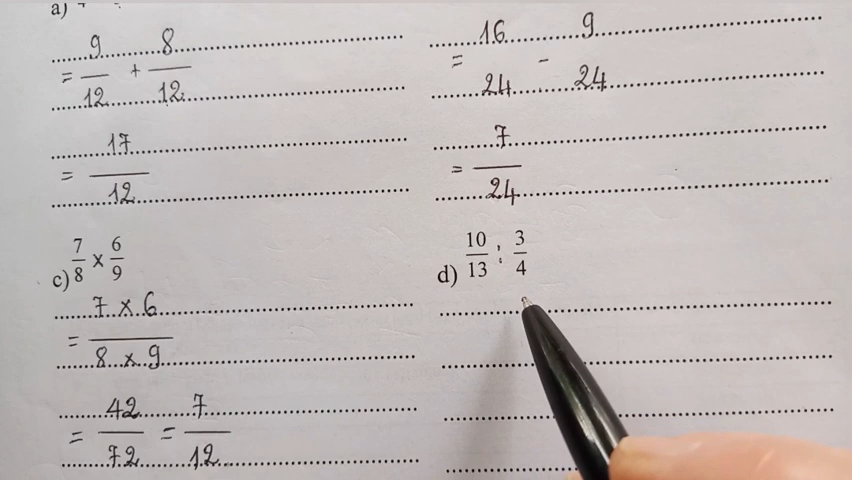 a)
= 9/12 + 8/12
= 17/12
= 16/24 - 9/24
= 7/24
c) 7/8 × 6/9
= 7 × 6 / 8 × 9
= 42/72 = 7/12
d) 10/13 : 3/4